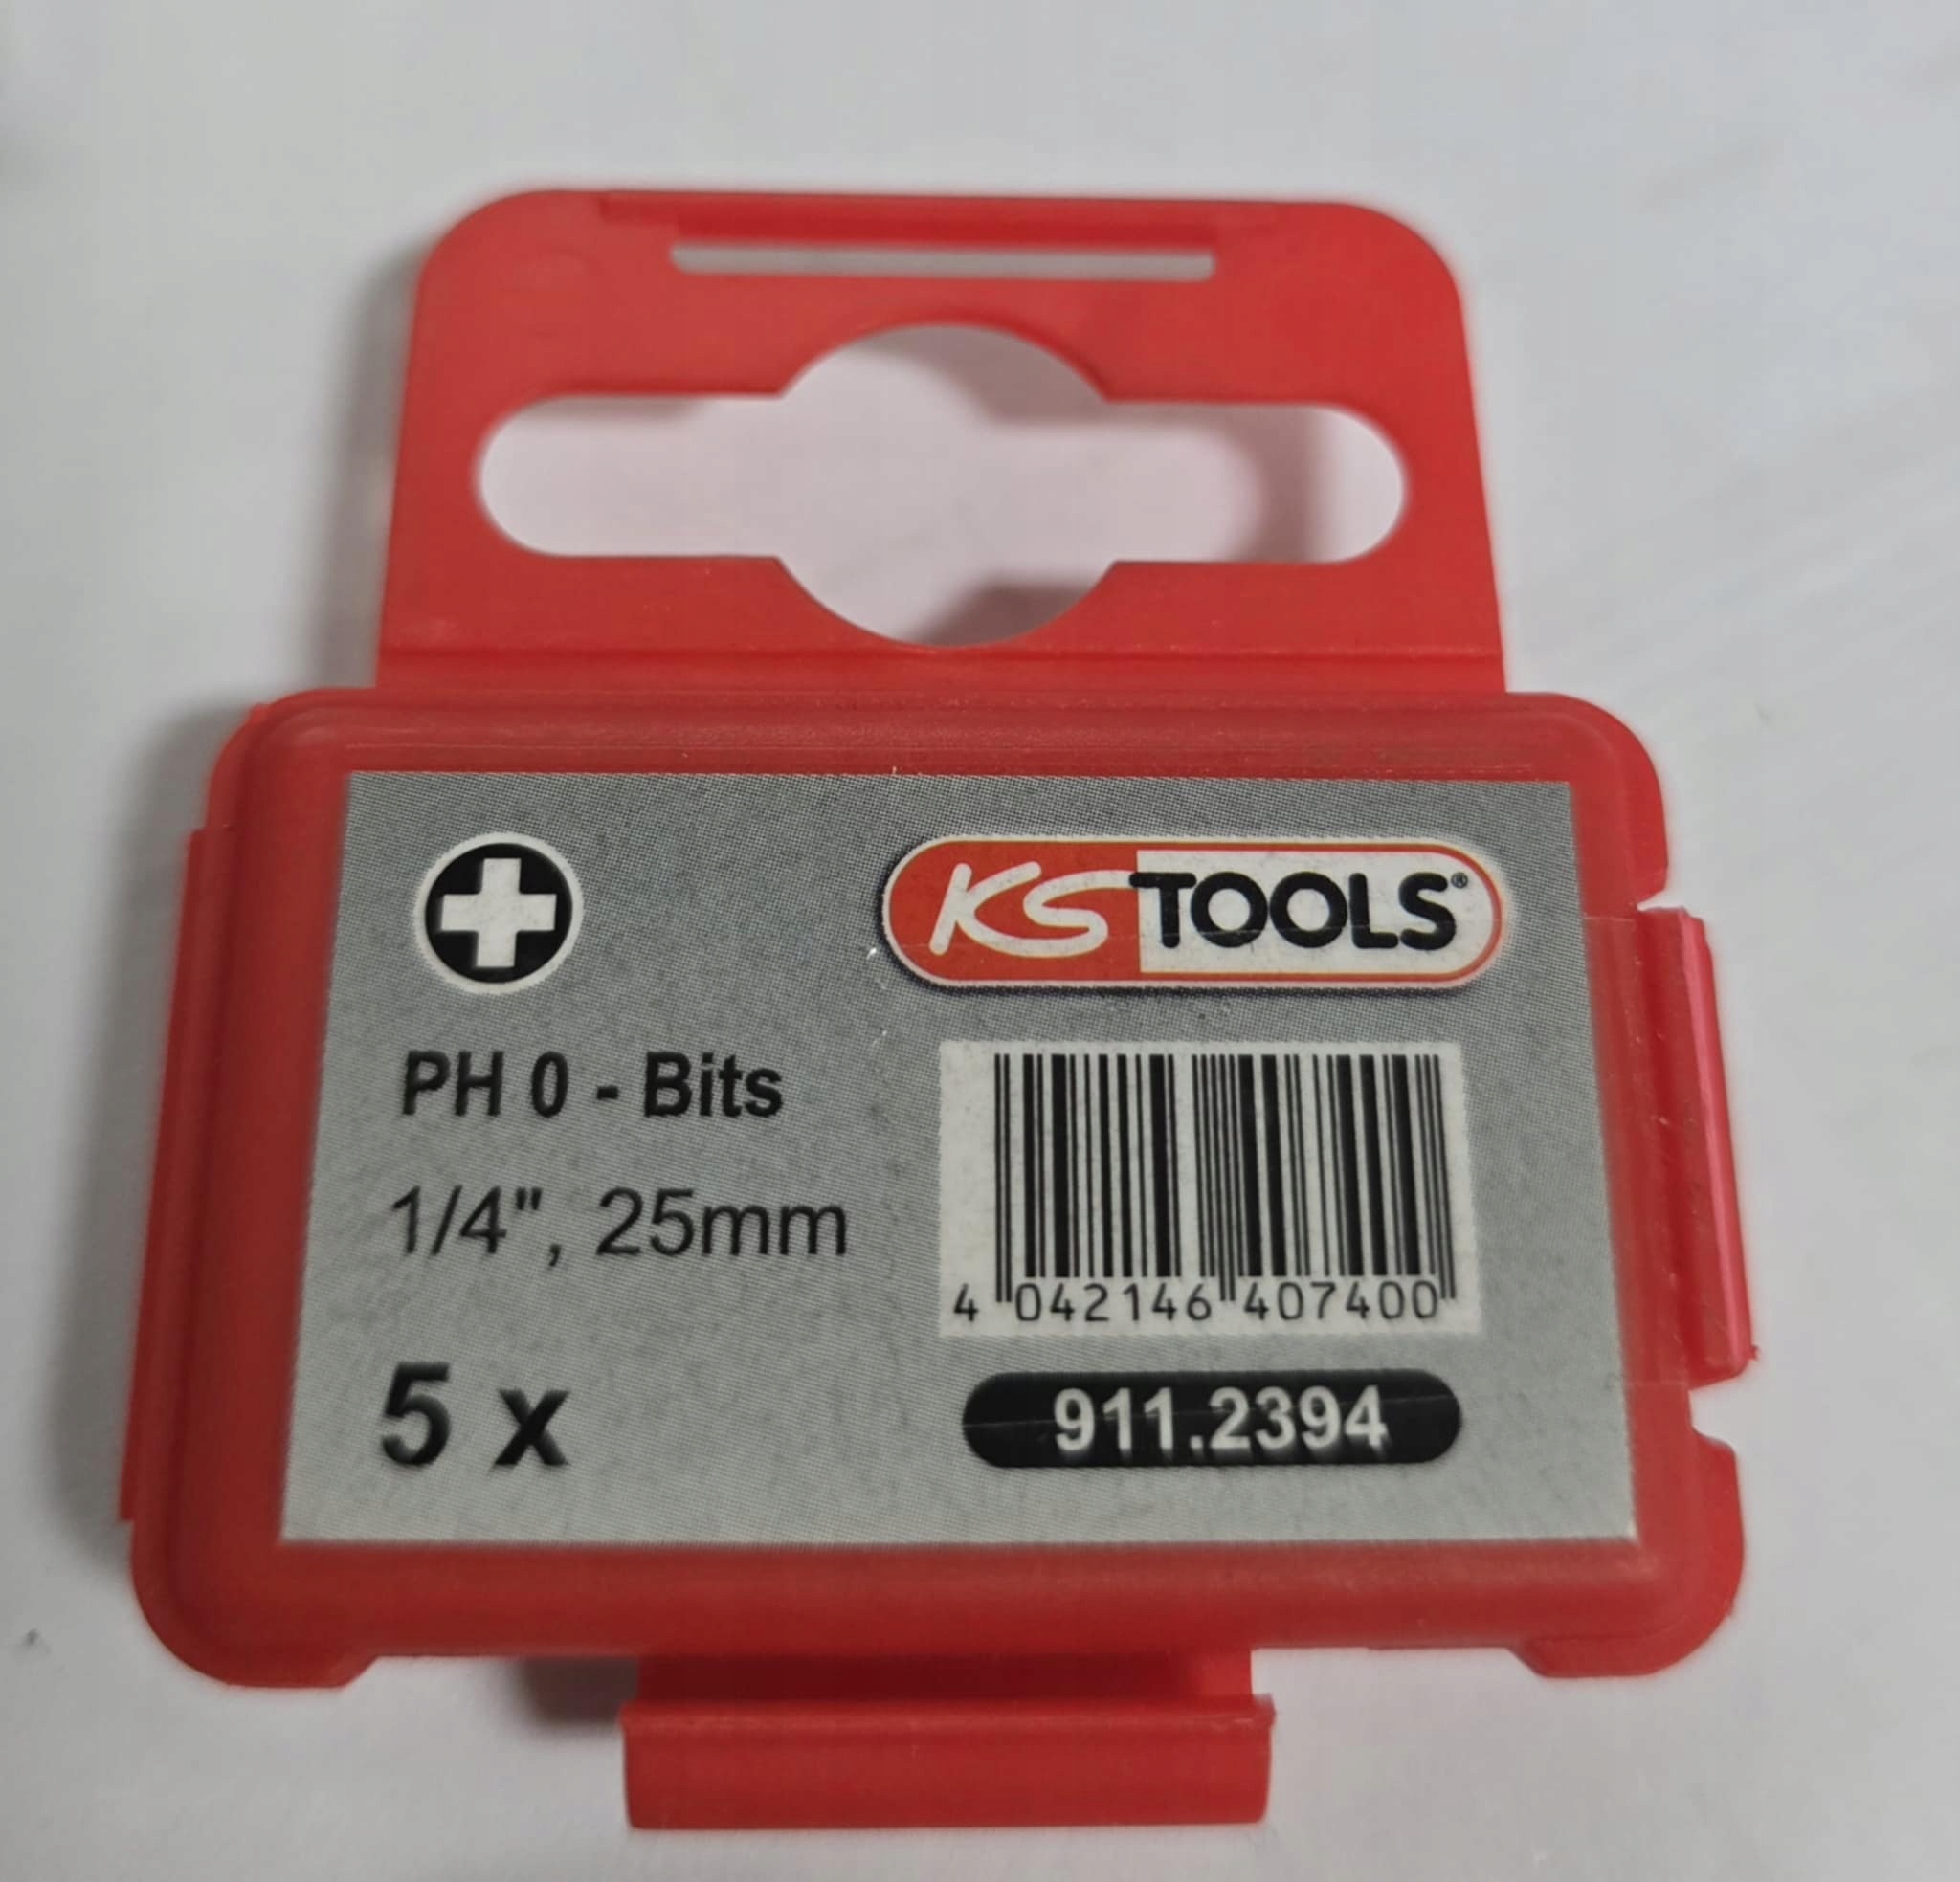 KS TOOLS®
PH 0 - Bits
1/4", 25mm
4 042146 407400
5 x
911.2394